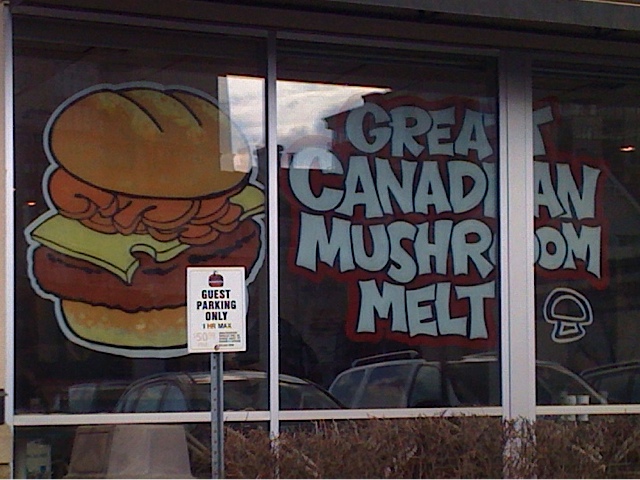 GREAT
CANADIAN
MUSHROOM
MELT
GUEST
PARKING
ONLY
1 HR MAX